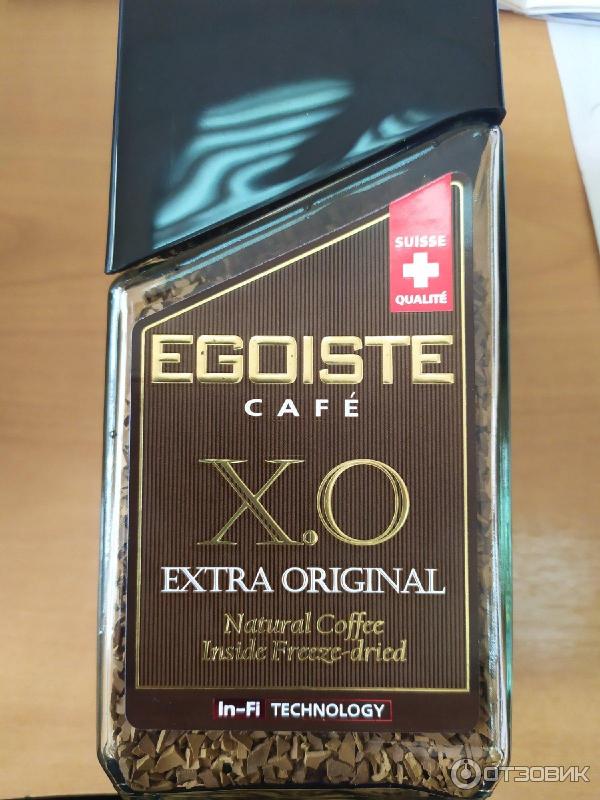 SUISSE
QUALITÉ
EGOISTE
CAFÉ
X.O
EXTRA ORIGINAL
Natural Coffee
Inside Freeze-dried
In-Fi TECHNOLOGY
ОТЗОВИК